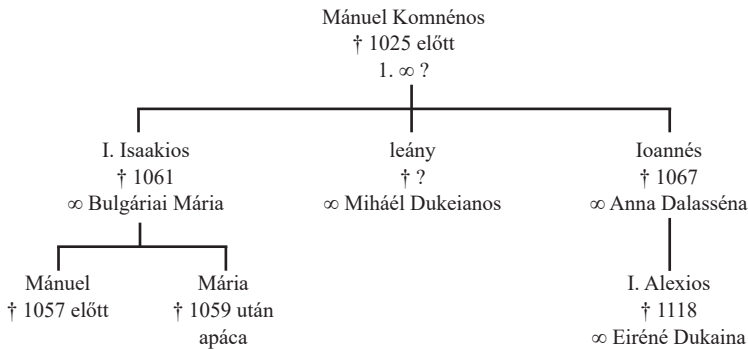 Mánuel Komnénos
† 1025 előtt
1. ∞ ?
I. Isaakios
† 1061
∞ Bulgáriai Mária
leány
† ?
∞ Miháél Dukeianos
Ioannés
† 1067
∞ Anna Dalasséna
Mánuel
† 1057 előtt
Mária
† 1059 után
apáca
I. Alexios
† 1118
∞ Eiréné Dukaina